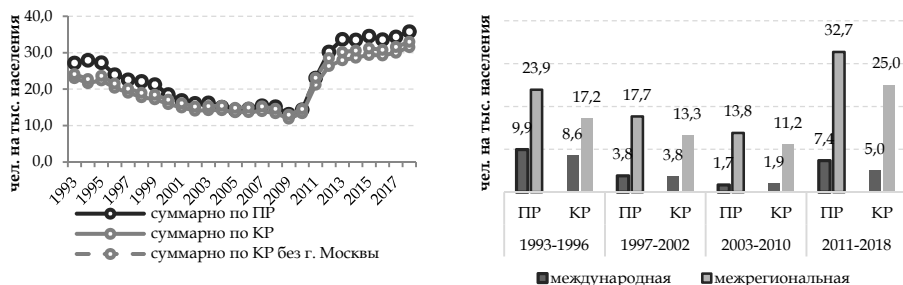 чел. на тыс. населения
40,0
30,0
20,0
10,0
0,0
1993
1995
1997
1999
2001
2003
2005
2007
2009
2011
2013
2015
2017
суммарно по ПР
суммарно по КР
суммарно по КР без г. Москвы
чел. на тыс. населения
9,9 23,9 8,6 17,2 3,8 17,7 3,8 13,3 1,7 13,8 1,9 11,2 7,4 32,7 5,0 25,0
ПР КР ПР КР ПР КР ПР КР
1993-1996 1997-2002 2003-2010 2011-2018
международная межрегиональная